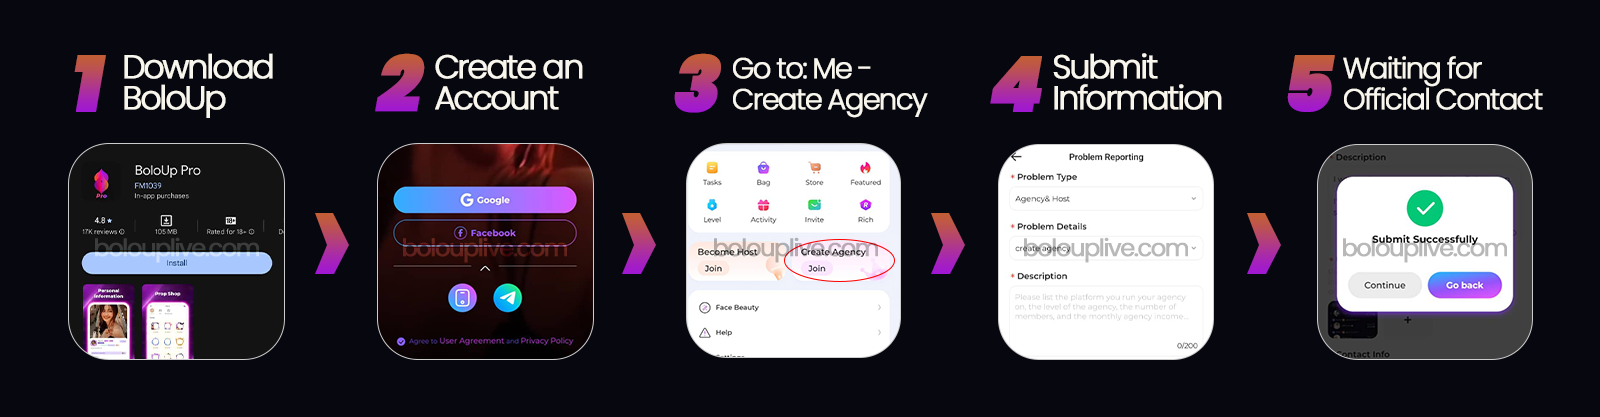 1 Download
BoloUp
2 Create an
Account
3 Go to: Me -
Create Agency
4 Submit
Information
5 Waiting for
Official Contact
Pro
BoloUp Pro
FM1039
In-app purchases
4.8★
17K reviews
105 MB
18+
Rated for 18+
bolouplive.com
Install
Personal
Information
Prop Shop
Google
Facebook
bolouplive.com
Agree to User Agreement and Privacy Policy
Tasks
Bag
Store
Featured
Level
Activity
Invite
Rich
bolouplive.com
Become Host
Join
Create Agency
Join
Face Beauty
Help
Settings
Problem Reporting
* Problem Type
Agency& Host
* Problem Details
create agency
bolouplive.com
* Description
Please list the platform you run your agency
on, the level of the agency, the number of
members, and the monthly agency income...
0/200
Description
Submit Successfully
bolouplive.com
Continue
Go back
Contact Info